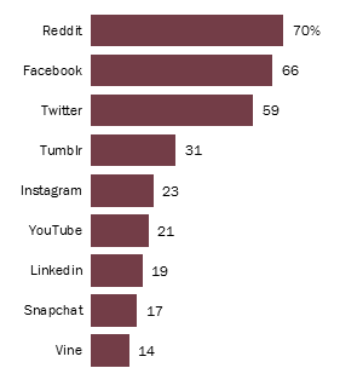 Reddit 70%
Facebook 66
Twitter 59
Tumblr 31
Instagram 23
YouTube 21
Linkedin 19
Snapchat 17
Vine 14